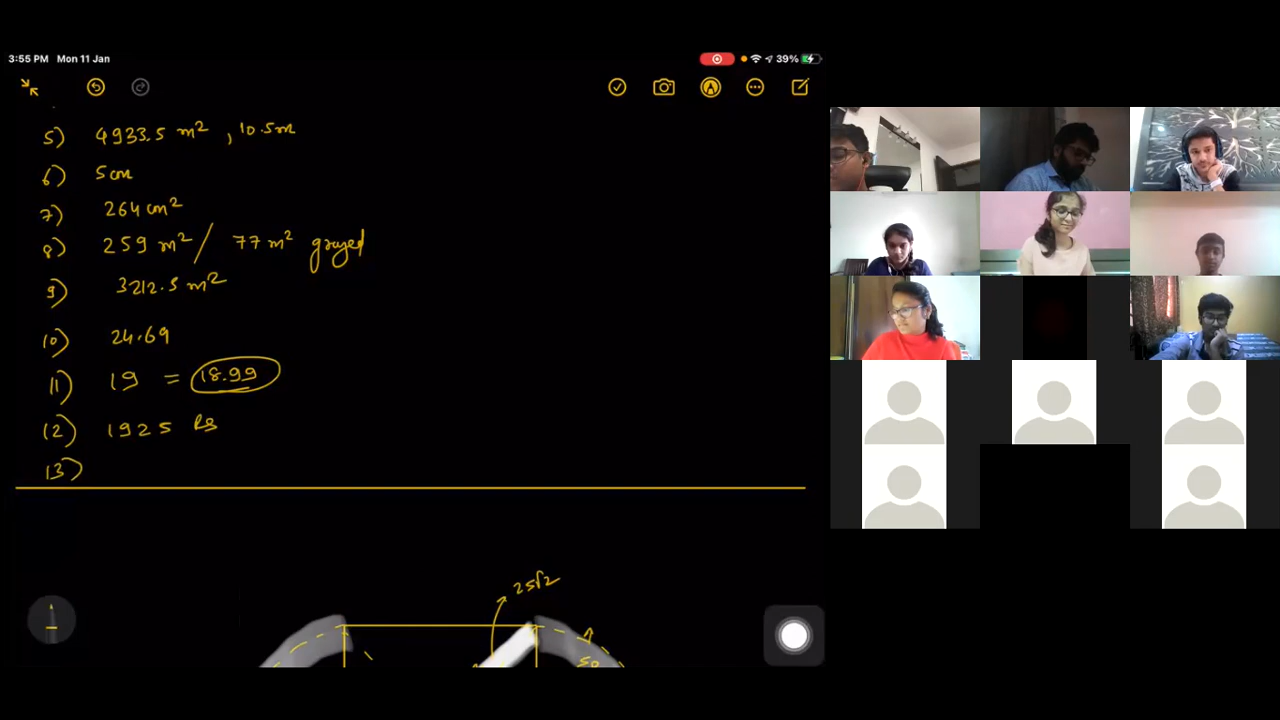 3:55 PM Mon 11 Jan 39%
5) 4933.5 m² , 10.5m
6) 5cm
7) 264 cm²
8) 259 m² / 77 m² grazed
9) 3212.5 m²
10) 24.69
11) 19 = 18.99
12) 1925 Rs
13)
25√2